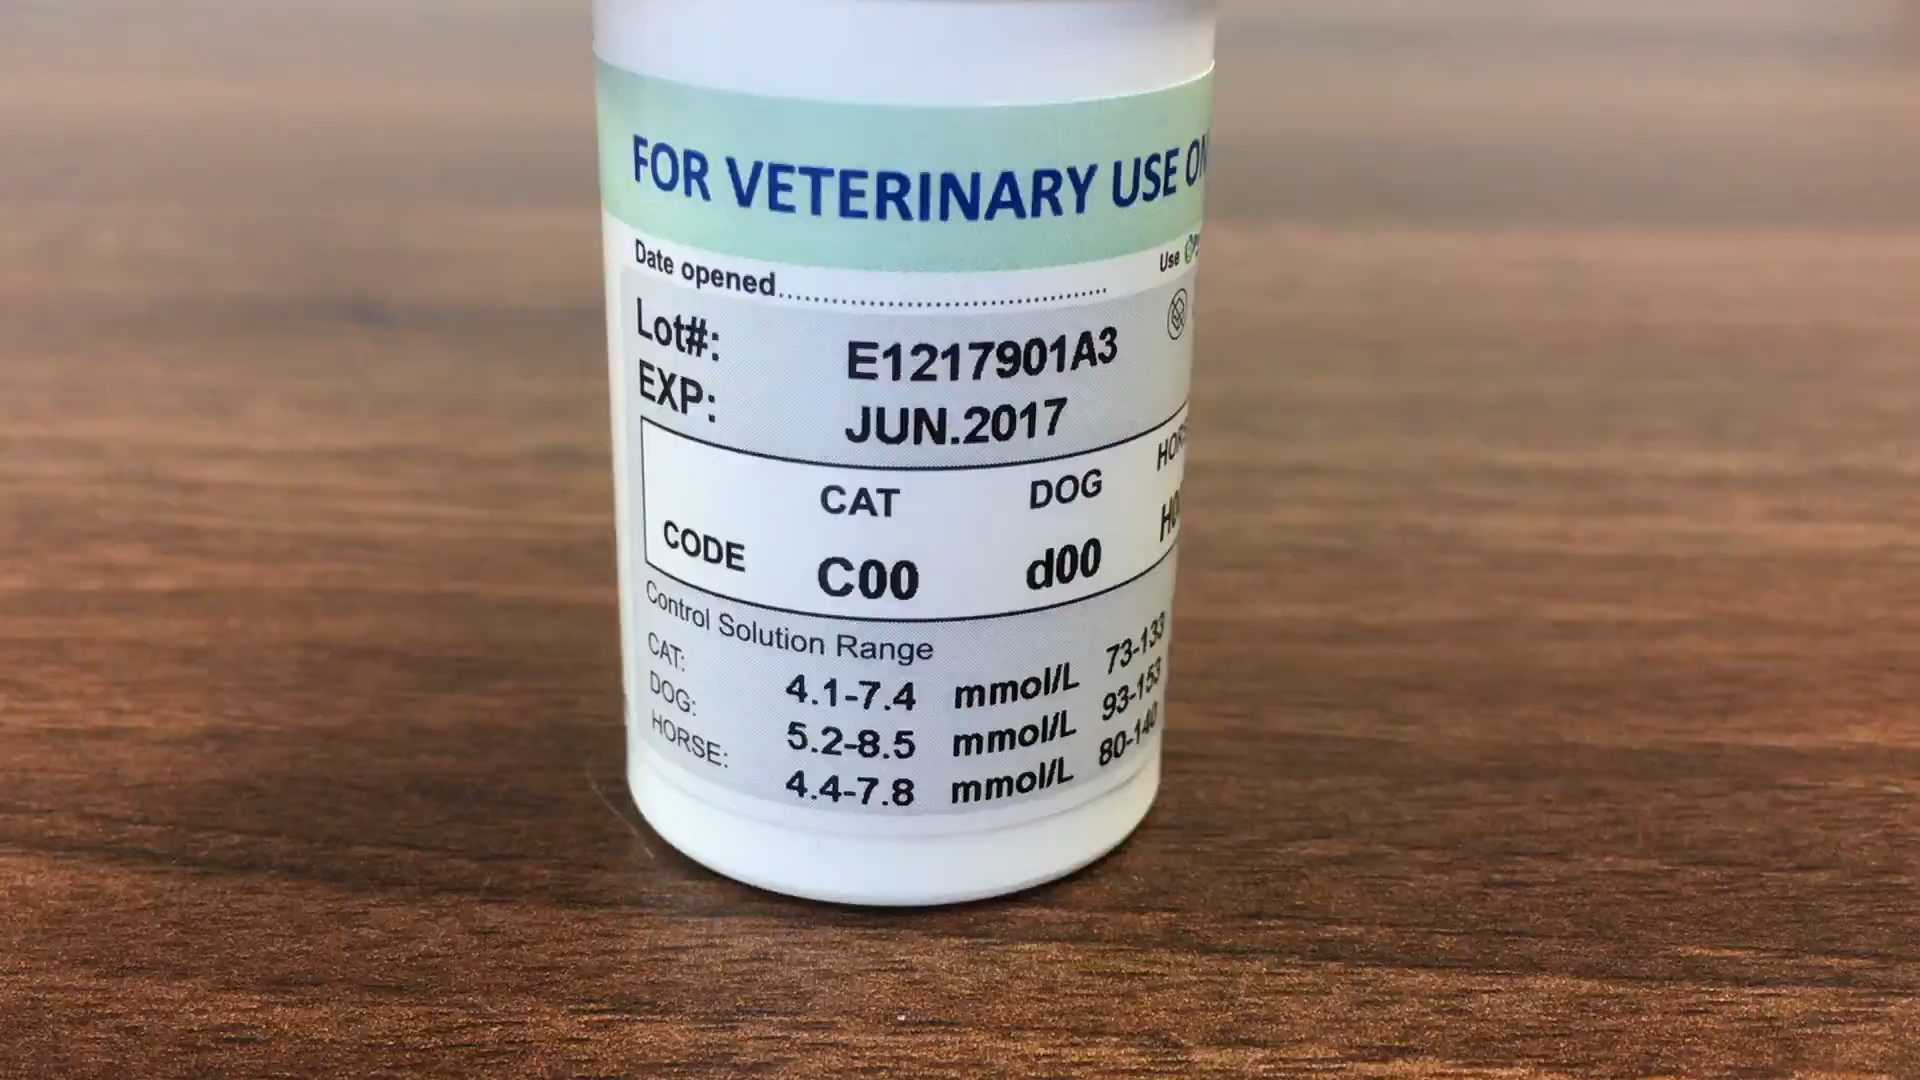 FOR VETERINARY USE
Date opened........................................
Use
Lot#: E1217901A3
EXP: JUN.2017
CAT DOG
CODE C00 d00
Control Solution Range
CAT: 4.1-7.4 mmol/L 73-133
DOG: 5.2-8.5 mmol/L 93-153
HORSE: 4.4-7.8 mmol/L 80-140